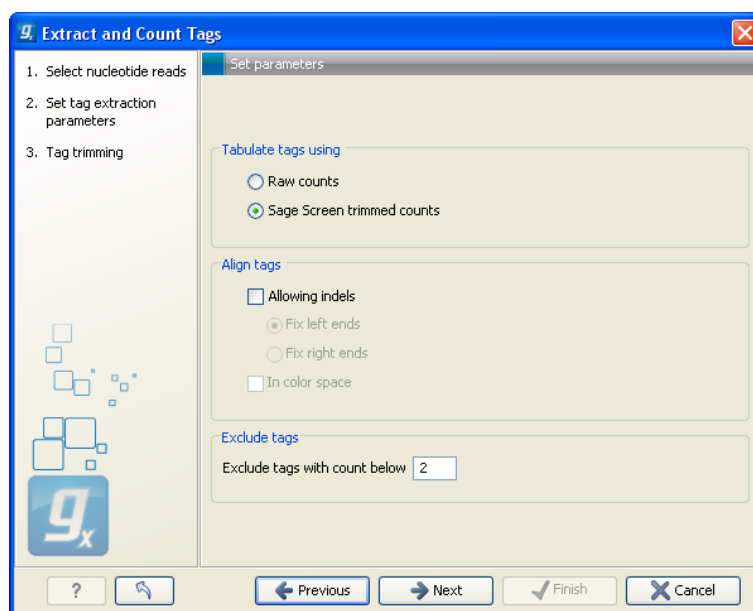 Extract and Count Tags
1. Select nucleotide reads
2. Set tag extraction
parameters
3. Tag trimming
Set parameters
Tabulate tags using
Raw counts
Sage Screen trimmed counts
Align tags
Allowing indels
Fix left ends
Fix right ends
In color space
Exclude tags
Exclude tags with count below 2
gx
? Previous Next Finish Cancel